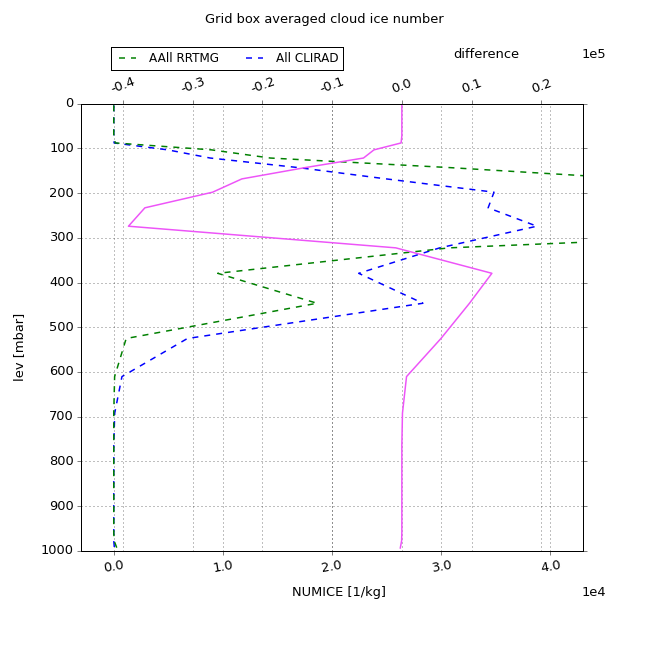 Grid box averaged cloud ice number
AAll RRTMG All CLIRAD difference 1e5
-0.4 -0.3 -0.2 -0.1 0.0 0.1 0.2
0
100
200
300
400
500
600
700
800
900
1000
lev [mbar]
0.0 1.0 2.0 3.0 4.0
NUMICE [1/kg] 1e4